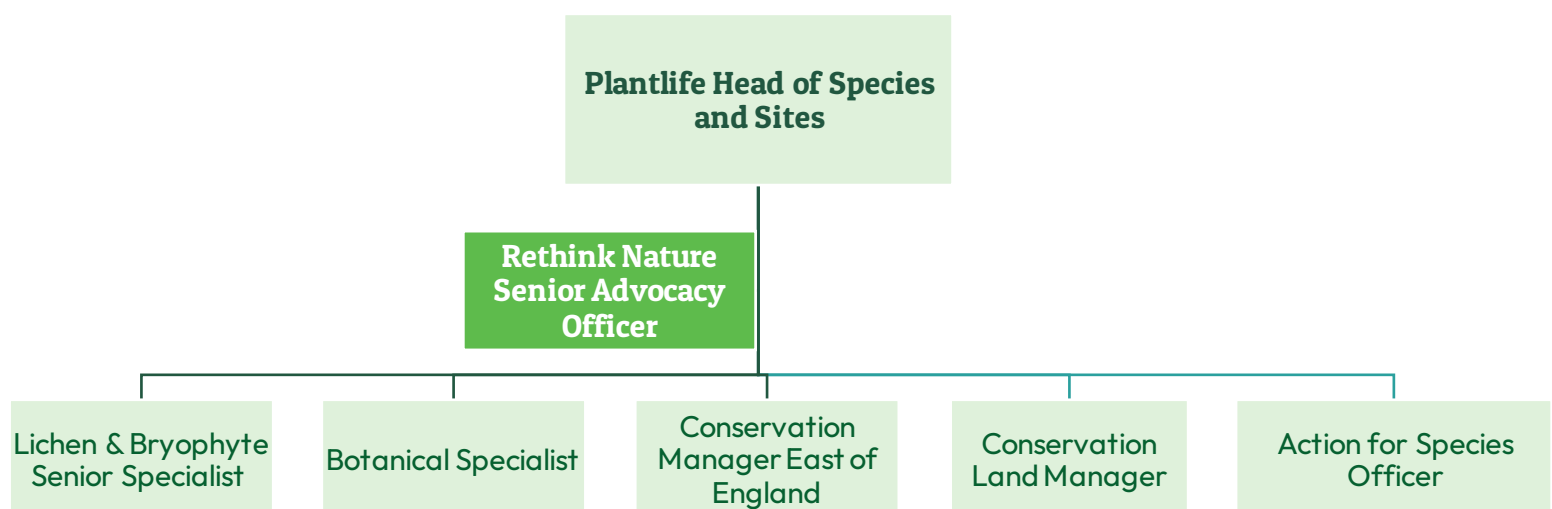 Plantlife Head of Species
and Sites
Rethink Nature
Senior Advocacy
Officer
Lichen & Bryophyte
Senior Specialist
Botanical Specialist
Conservation
Manager East of
England
Conservation
Land Manager
Action for Species
Officer